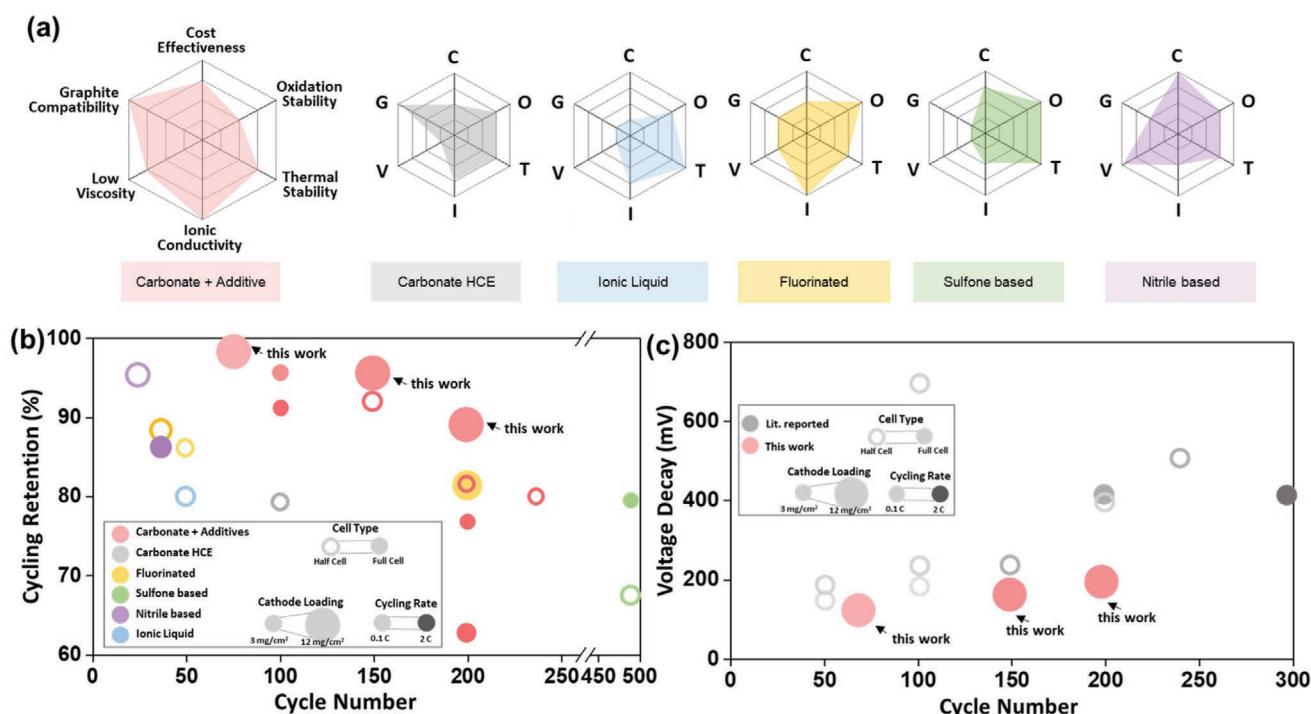 (a)
Cost
Effectiveness
Graphite
Compatibility
Oxidation
Stability
Low
Viscosity
Thermal
Stability
Ionic
Conductivity
C
G
O
V
T
I
C
G
O
V
T
I
C
G
O
V
T
I
C
G
O
V
T
I
C
G
O
V
T
I
Carbonate + Additive
Carbonate HCE
Ionic Liquid
Fluorinated
Sulfone based
Nitrile based
(b)
Cycling Retention (%)
100
90
80
70
60
this work
this work
this work
Carbonate + Additives
Carbonate HCE
Fluorinated
Sulfone based
Nitrile based
Ionic Liquid
Cell Type
Half Cell
Full Cell
Cathode Loading
3 mg/cm²
12 mg/cm²
Cycling Rate
0.1 C
2 C
0
50
100
150
200
250
450
500
Cycle Number
(c)
Voltage Decay (mV)
800
600
400
200
0
Lit. reported
This work
Cell Type
Half Cell
Full Cell
Cathode Loading
3 mg/cm²
12 mg/cm²
Cycling Rate
0.1 C
2 C
this work
this work
this work
50
100
150
200
250
300
Cycle Number